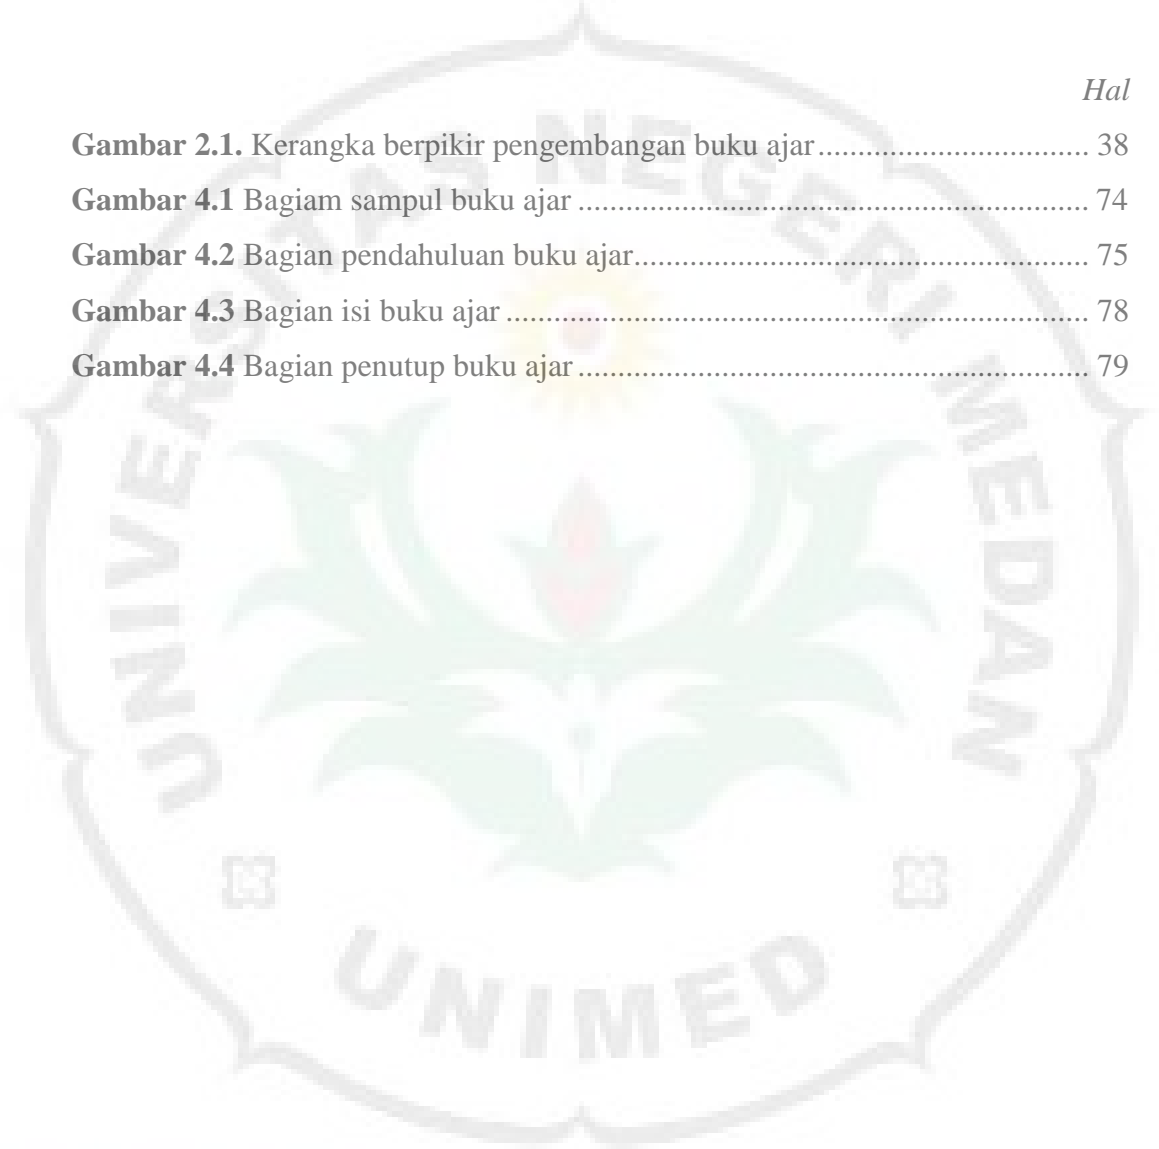 Hal
Gambar 2.1. Kerangka berpikir pengembangan buku ajar.................................. 38
Gambar 4.1 Bagiam sampul buku ajar ................................................................ 74
Gambar 4.2 Bagian pendahuluan buku ajar......................................................... 75
Gambar 4.3 Bagian isi buku ajar ......................................................................... 78
Gambar 4.4 Bagian penutup buku ajar ................................................................ 79
UNIVERSITAS NEGERI MEDAN
UNIMED